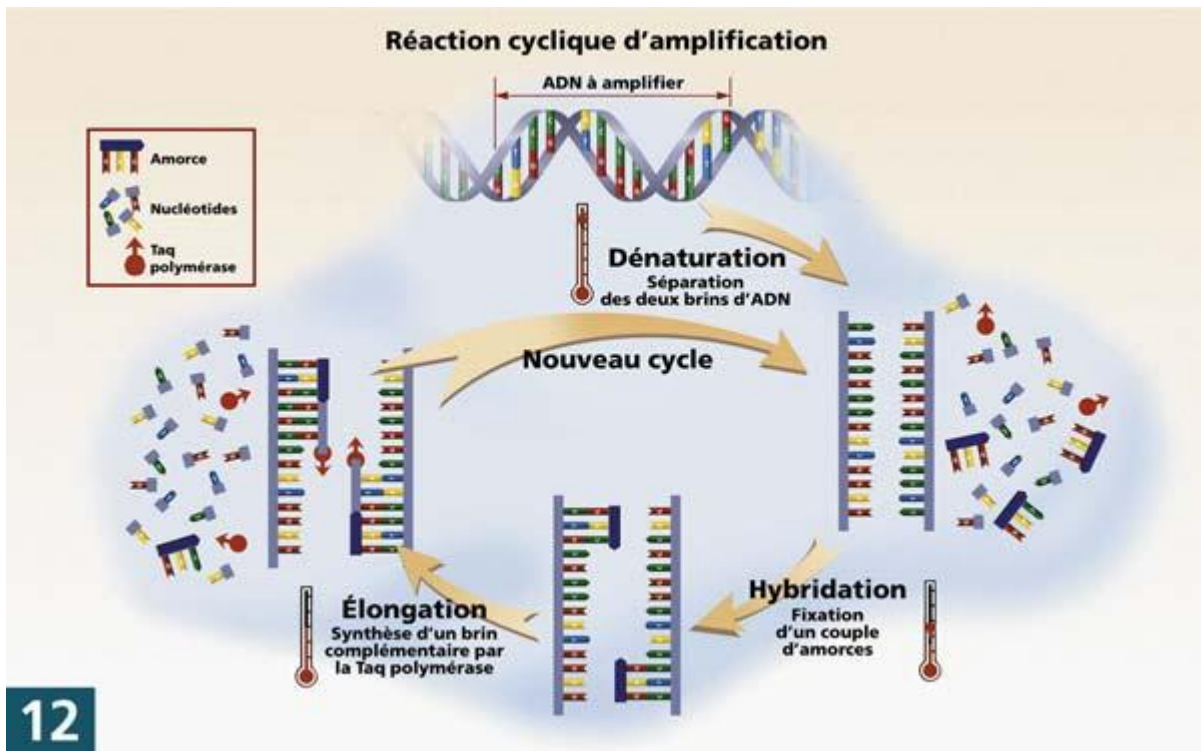 Réaction cyclique d'amplification
ADN à amplifier
Amorce
Nucléotides
Taq
polymérase
Dénaturation
Séparation
des deux brins d'ADN
Nouveau cycle
Hybridation
Fixation
d'un couple
d'amorces
Élongation
Synthèse d'un brin
complémentaire par
la Taq polymérase
12